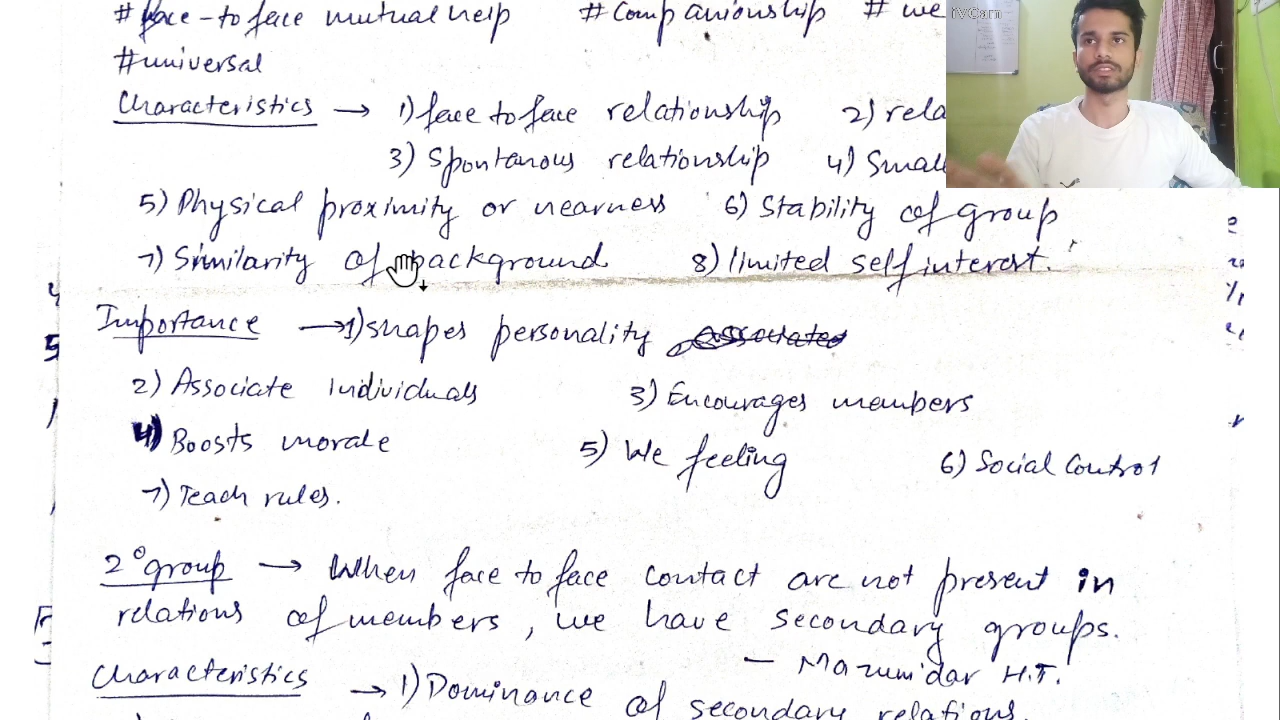 # face-to face mutual help # Companionship # we
ivCam
#universal
Characteristics → 1) face to face relationship 2) rela
3) Spontanous relationship 4) Small
5) Physical proximity or nearness 6) Stability of group
7) Similarity of background 8) limited self interest.
Importance → 1) shapes personality
2) Associate individuals 3) Encourages members
4) Boosts morale 5) We feeling 6) Social Control
7) Teach rules.
2° group → When face to face contact are not present in
relations of members, we have secondary groups.
– Mazumidar H.T.
Characteristics → 1) Dominance of secondary relations.